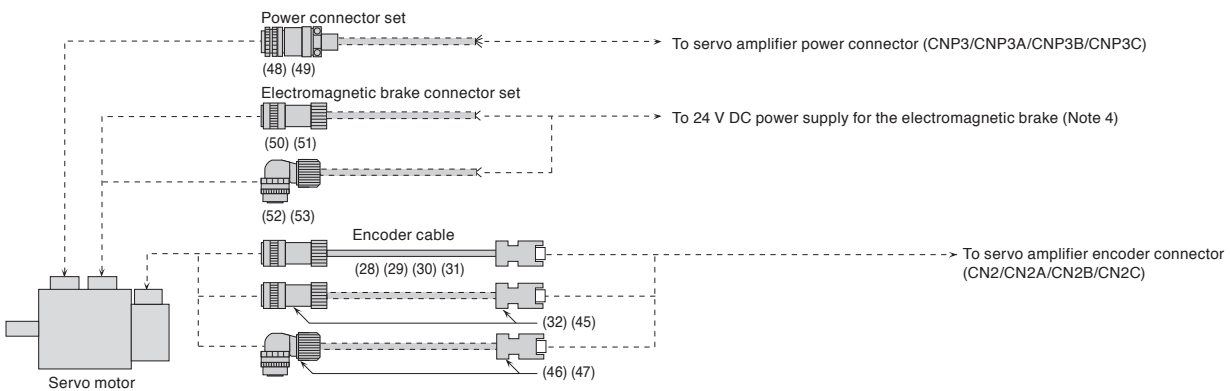 Power connector set
To servo amplifier power connector (CNP3/CNP3A/CNP3B/CNP3C)
(48) (49)
Electromagnetic brake connector set
To 24 V DC power supply for the electromagnetic brake (Note 4)
(50) (51)
(52) (53)
Encoder cable
To servo amplifier encoder connector
(CN2/CN2A/CN2B/CN2C)
(28) (29) (30) (31)
(32) (45)
(46) (47)
Servo motor